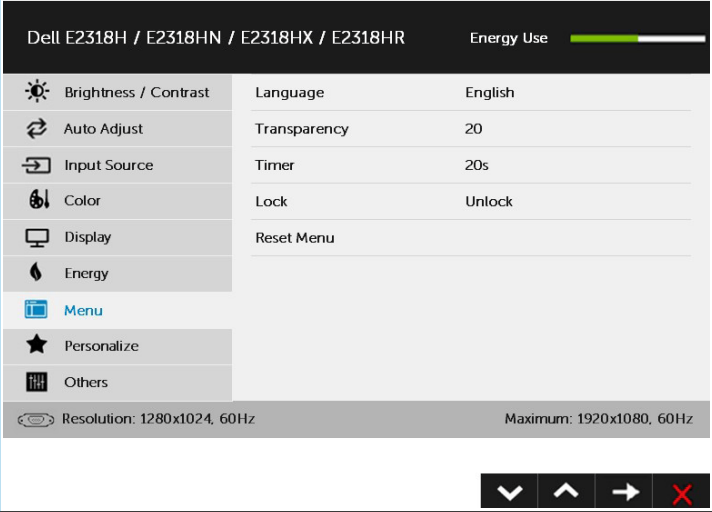 Dell E2318H / E2318HN / E2318HX / E2318HR Energy Use
Brightness / Contrast Language English
Auto Adjust Transparency 20
Input Source Timer 20s
Color Lock Unlock
Display Reset Menu
Energy
Menu
Personalize
Others
Resolution: 1280x1024, 60Hz Maximum: 1920x1080, 60Hz